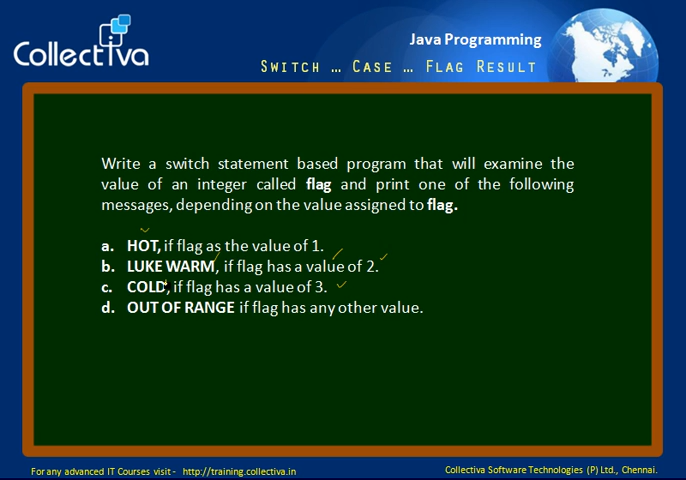 Collectiva
Java Programming
Switch ... Case ... Flag Result
Write a switch statement based program that will examine the
value of an integer called flag and print one of the following
messages, depending on the value assigned to flag.
a. HOT, if flag as the value of 1.
b. LUKE WARM, if flag has a value of 2.
c. COLD, if flag has a value of 3.
d. OUT OF RANGE if flag has any other value.
For any advanced IT Courses visit - http://training.collectiva.in
Collectiva Software Technologies (P) Ltd., Chennai.